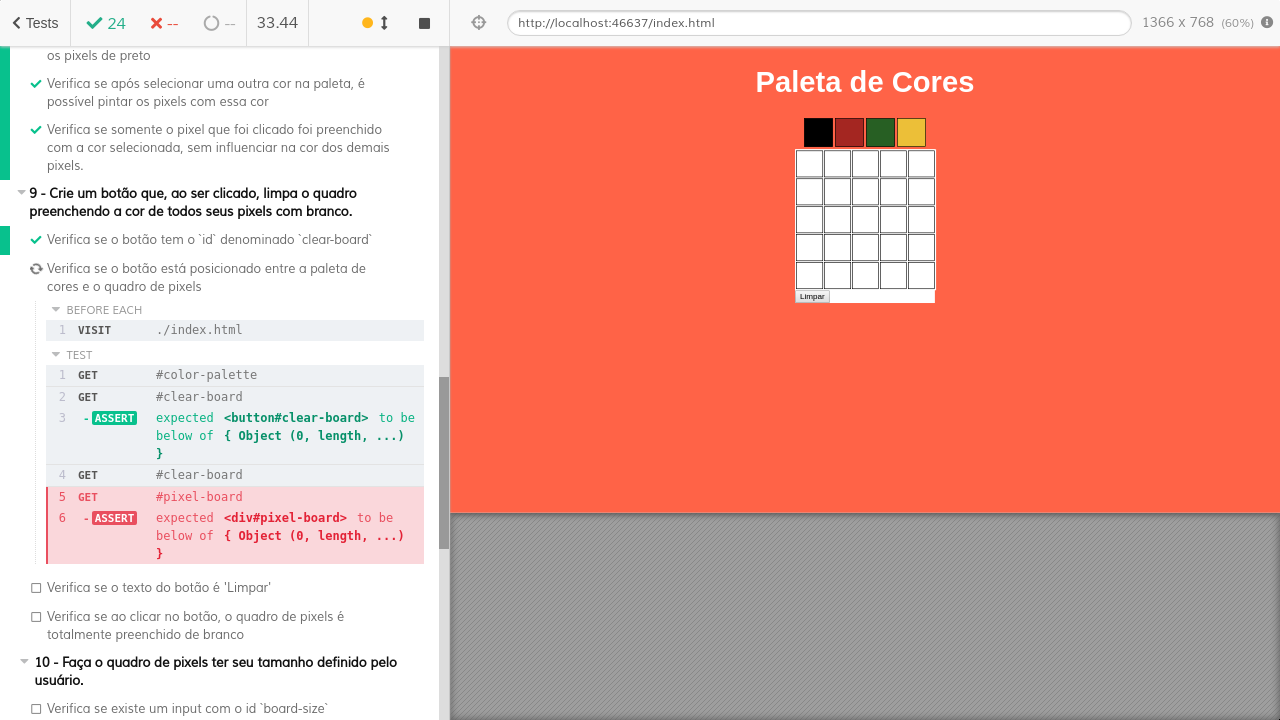 Tests
24
--
--
33.44
http://localhost:46637/index.html
1366 x 768 (60%)
os pixels de preto
Verifica se após selecionar uma outra cor na paleta, é
possível pintar os pixels com essa cor
Verifica se somente o pixel que foi clicado foi preenchido
com a cor selecionada, sem influenciar na cor dos demais
pixels.
9 - Crie um botão que, ao ser clicado, limpa o quadro
preenchendo a cor de todos seus pixels com branco.
Verifica se o botão tem o `id` denominado `clear-board`
Verifica se o botão está posicionado entre a paleta de
cores e o quadro de pixels
BEFORE EACH
1 VISIT ./index.html
TEST
1 GET #color-palette
2 GET #clear-board
3 -ASSERT expected <button#clear-board> to be
below of { Object (0, length, ...)
}
4 GET #clear-board
5 GET #pixel-board
6 -ASSERT expected <div#pixel-board> to be
below of { Object (0, length, ...)
}
Verifica se o texto do botão é 'Limpar'
Verifica se ao clicar no botão, o quadro de pixels é
totalmente preenchido de branco
10 - Faça o quadro de pixels ter seu tamanho definido pelo
usuário.
Verifica se existe um input com o id `board-size`
Paleta de Cores
Limpar